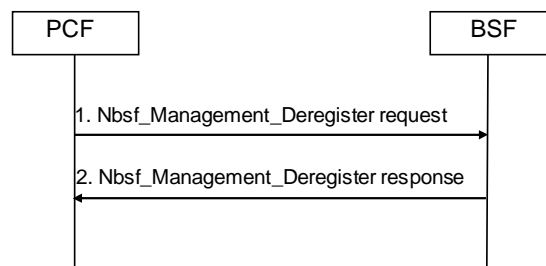 PCF
BSF
1. Nbsf_Management_Deregister request
2. Nbsf_Management_Deregister response